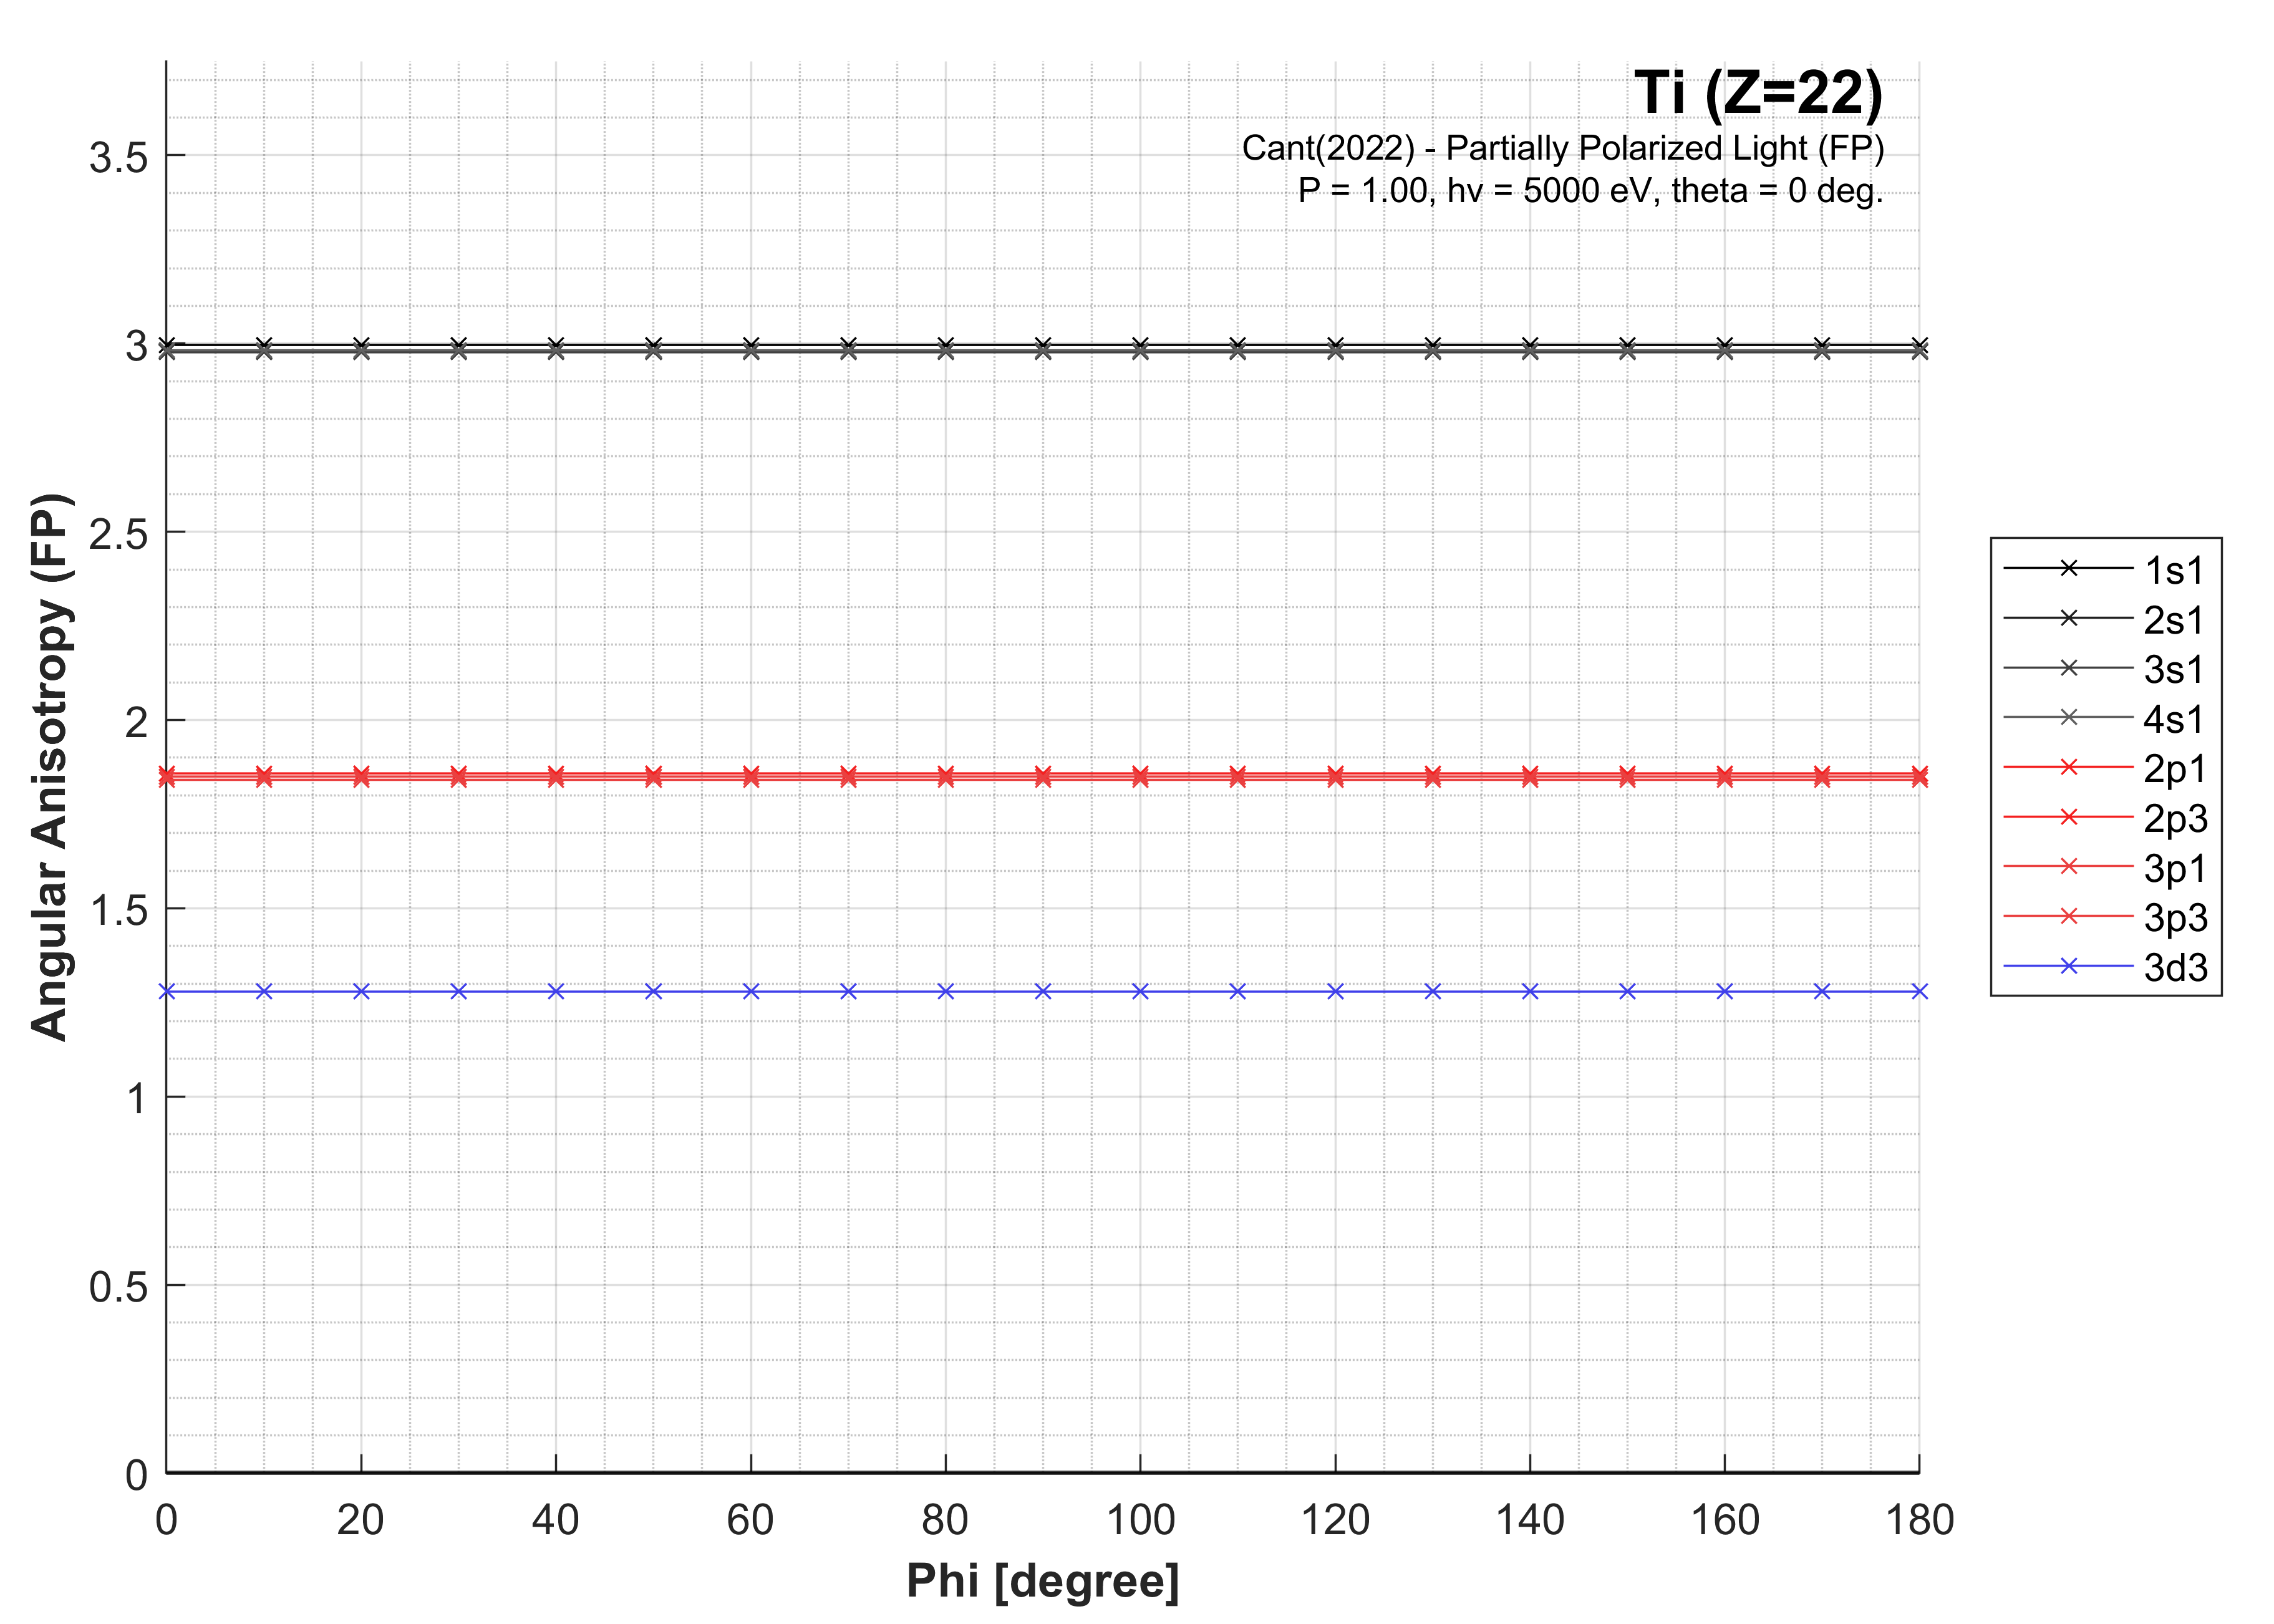 Ti (Z=22)
Cant(2022) - Partially Polarized Light (FP)
P = 1.00, hv = 5000 eV, theta = 0 deg.
Angular Anisotropy (FP)
3.5
3
2.5
2
1.5
1
0.5
0
0 20 40 60 80 100 120 140 160 180
Phi [degree]
1s1
2s1
3s1
4s1
2p1
2p3
3p1
3p3
3d3